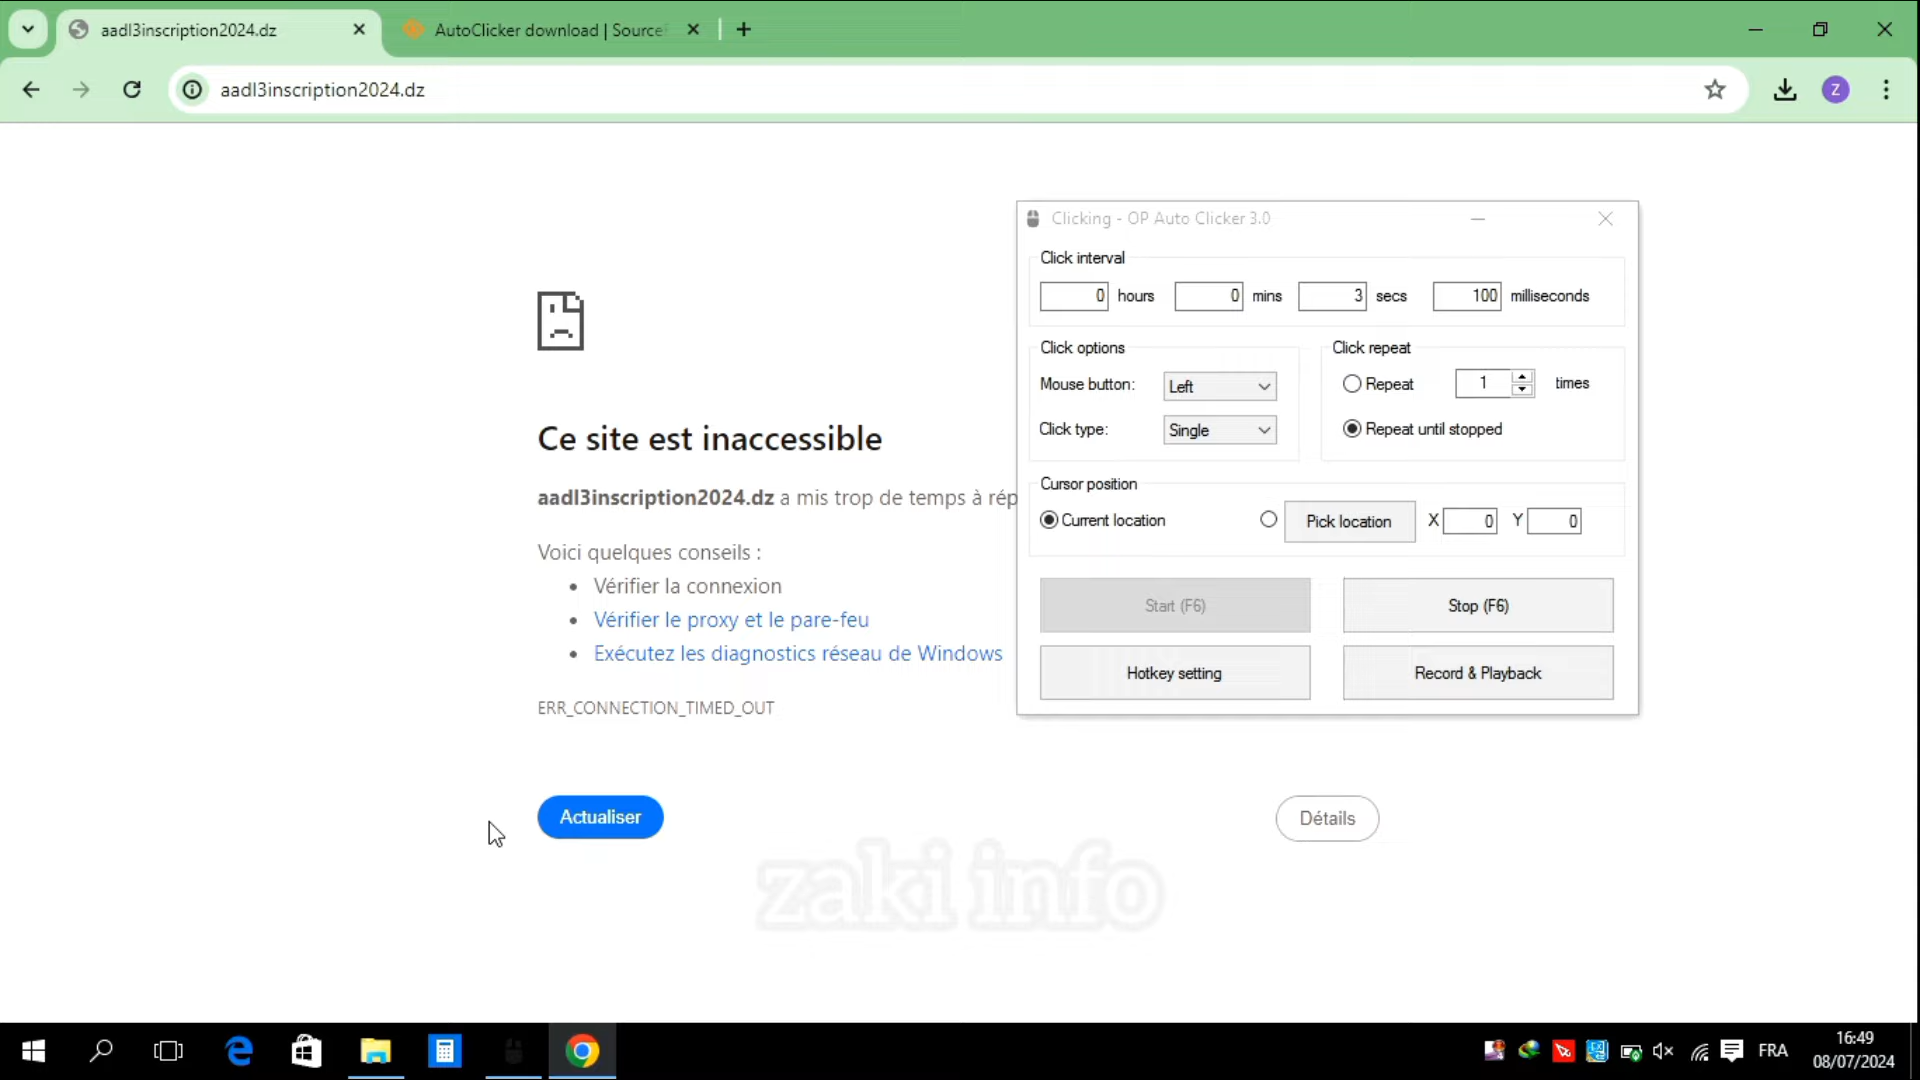 aadl3inscription2024.dz
AutoClicker download | Source
aadl3inscription2024.dz
Z
Ce site est inaccessible
aadl3inscription2024.dz a mis trop de temps à rép
Voici quelques conseils :
Vérifier la connexion
Vérifier le proxy et le pare-feu
Exécutez les diagnostics réseau de Windows
ERR_CONNECTION_TIMED_OUT
Actualiser
Détails
Clicking - OP Auto Clicker 3.0
Click interval
0 hours 0 mins 3 secs 100 milliseconds
Click options
Mouse button: Left
Click type: Single
Click repeat
Repeat 1 times
Repeat until stopped
Cursor position
Current location Pick location X 0 Y 0
Start (F6) Stop (F6)
Hotkey setting Record & Playback
zaki info
FRA
16:49
08/07/2024